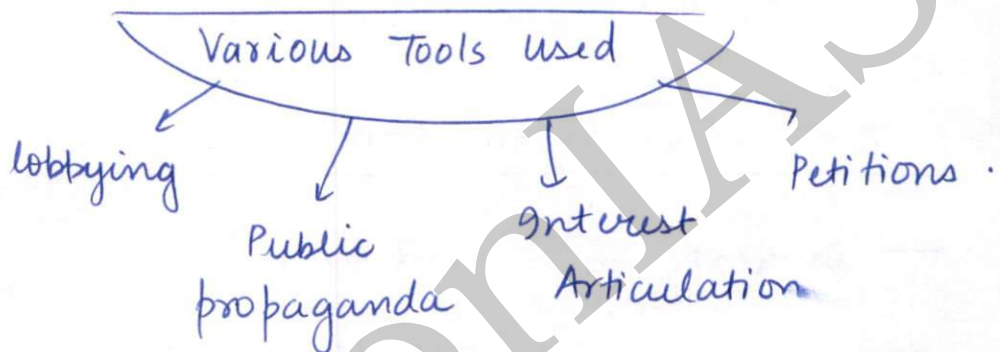 Various Tools used
lobbying
Public
propaganda
Interest
Articulation
Petitions .